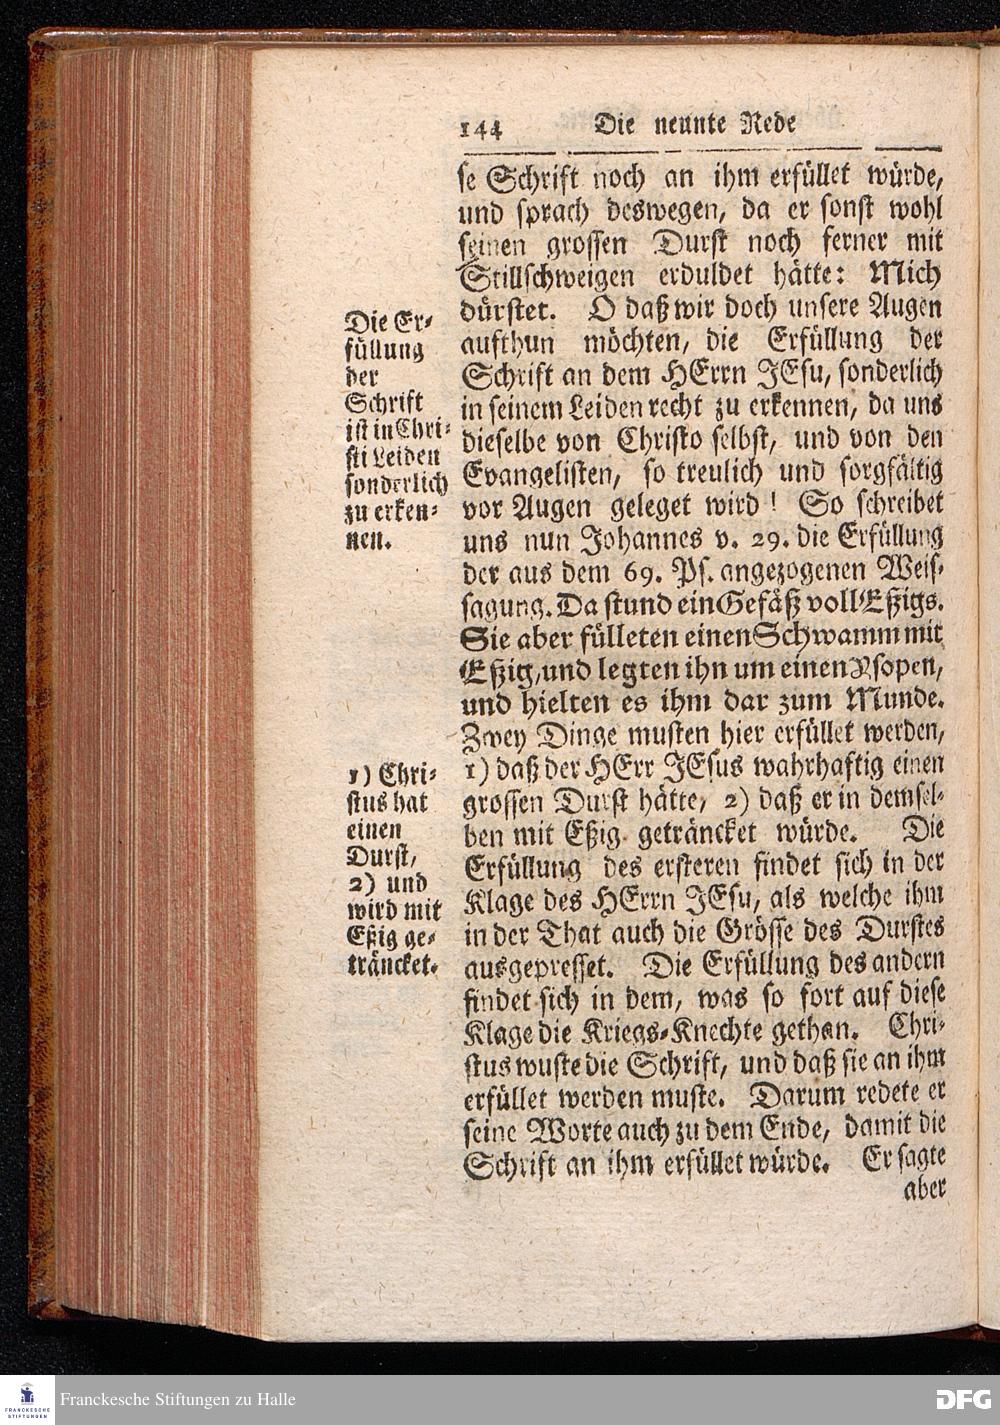 144 Die neunte Rede
se Schrift noch an ihm erfüllet würde,
und sprach deswegen, da er sonst wohl
seinen grossen Durst noch ferner mit
Stillschweigen erduldet hätte: Mich
dürstet. O daß wir doch unsere Augen
aufthun möchten, die Erfüllung der
Schrift an dem HErrn JEsu, sonderlich
in seinem Leiden recht zu erkennen, da uns
dieselbe von Christo selbst, und von den
Evangelisten, so treulich und sorgfältig
vor Augen geleget wird! So schreibet
uns nun Johannes v. 29. die Erfüllung
der aus dem 69. Ps. angezogenen Weis-
sagung. Da stund ein Gefäß voll Eßigs.
Sie aber fülleten einen Schwamm mit
Eßig, und legten ihn um einen Ysopen,
und hielten es ihm dar zum Munde.
Zwey Dinge musten hier erfüllet werden,
1) daß der HErr JEsus wahrhaftig einen
grossen Durst hätte, 2) daß er in demsel-
ben mit Eßig geträncket würde. Die
Erfüllung des ersteren findet sich in der
Klage des HErrn JEsu, als welche ihm
in der That auch die Grösse des Durstes
ausgepresset. Die Erfüllung des andern
findet sich in dem, was so fort auf diese
Klage die Kriegs-Knechte gethan. Chri-
stus wuste die Schrift, und daß sie an ihm
erfüllet werden muste. Darum redete er
seine Worte auch zu dem Ende, damit die
Schrift an ihm erfüllet würde. Er sagte
aber
Die Er-
füllung
der
Schrift
ist in Chri-
sti Leiden
sonderlich
zu erken-
nen.
1) Chri-
stus hat
einen
Durst,
2) und
wird mit
Eßig ge-
träncket.
FRANCKESCHE
STIFTUNGEN
Franckesche Stiftungen zu Halle
DFG